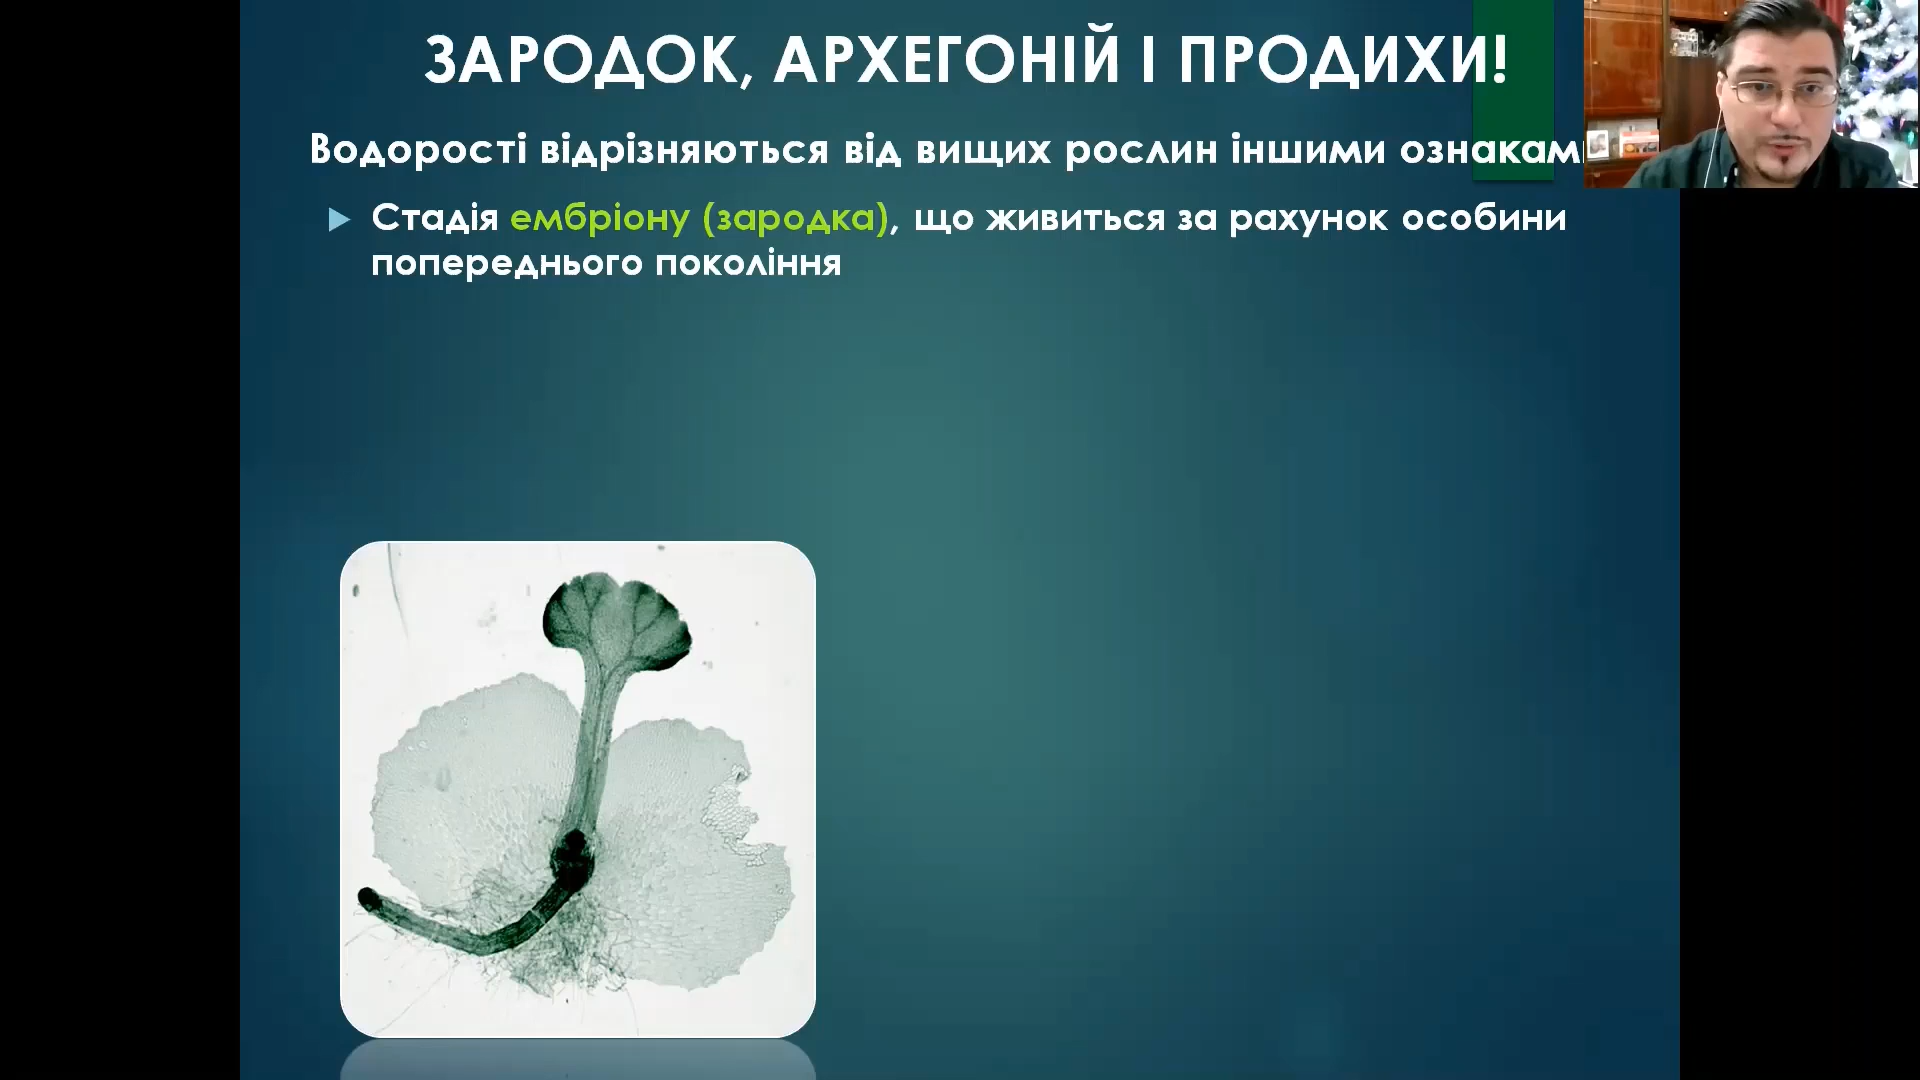 ЗАРОДОК, АРХЕГОНІЙ І ПРОДИХИ!
Водорості відрізняються від вищих рослин іншими
Стадія ембріону (зародка), що живиться за рахунок особини
попереднього покоління